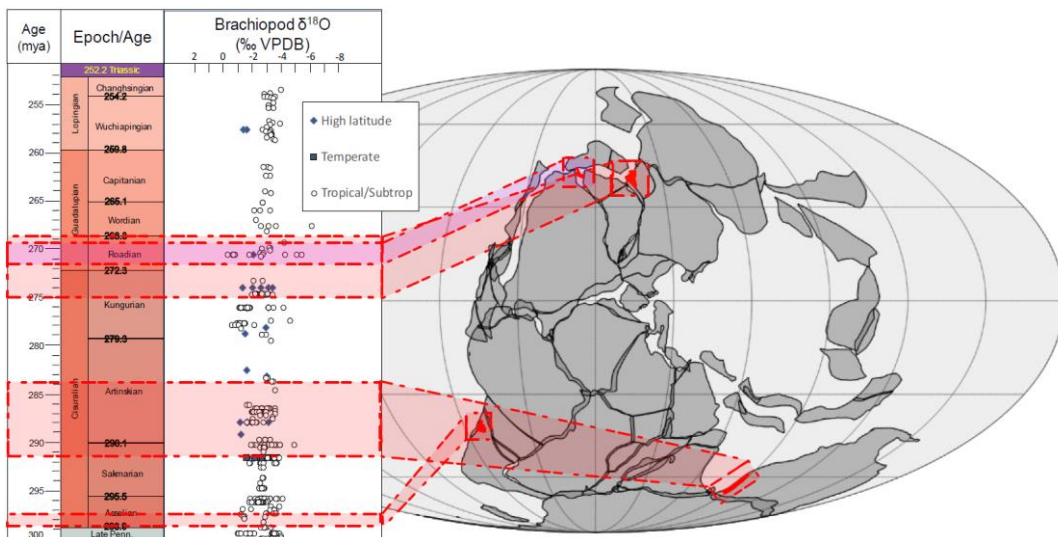 Age
(mya)
Epoch/Age
Brachiopod δ18O
(‰ VPDB)
2 0 -2 -4 -6 -8
252.2 Triassic
Lopingian
Changhsingian
254.2
Wuchiapingian
259.8
Guadalupian
Capitanian
265.1
Wordian
Roadian
272.3
Cisuralian
Kungurian
279.3
Artinskian
290.1
Sakmarian
295.5
Asselian
Late Penn.
255
260
265
270
275
280
285
290
295
300
High latitude
Temperate
Tropical/Subtrop